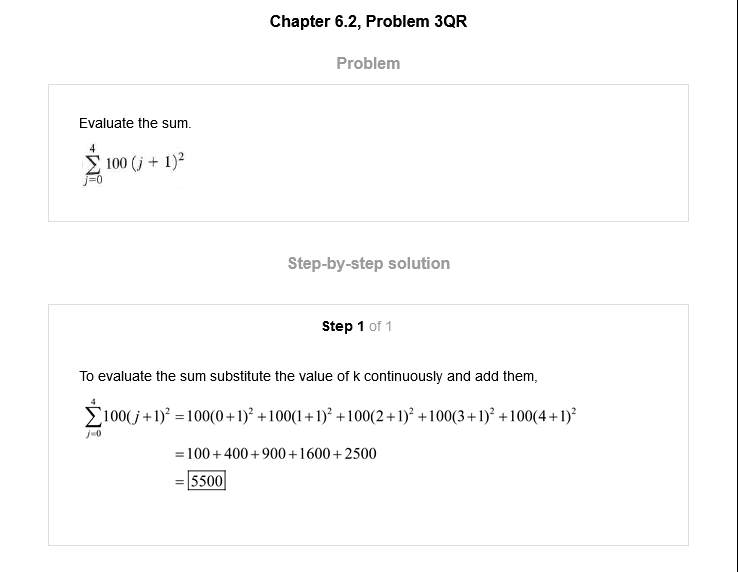 Chapter 6.2, Problem 3QR
Problem
Evaluate the sum.
4
∑ 100 (j + 1)²
j=0
Step-by-step solution
Step 1 of 1
To evaluate the sum substitute the value of k continuously and add them,
4
∑100(j+1)² =100(0+1)² +100(1+1)² +100(2+1)² +100(3+1)² +100(4+1)²
j=0
=100+400+900+1600+2500
=5500